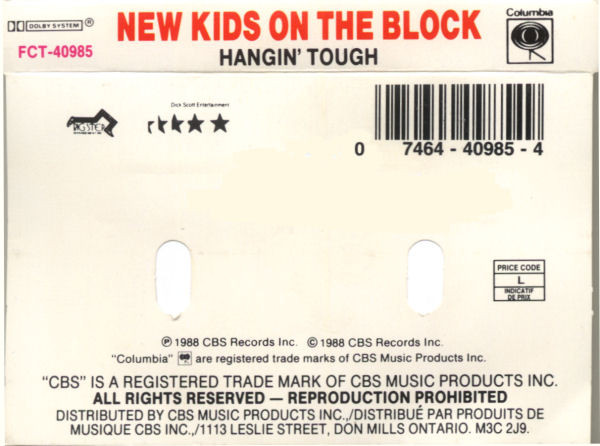 DOLBY SYSTEM ®
FCT-40985
NEW KIDS ON THE BLOCK
HANGIN' TOUGH
Columbia
BIGSTEP
Dick Scott Entertainment
0 7464 - 40985 - 4
PRICE CODE
L
INDICATIF
DE PRIX
℗ 1988 CBS Records Inc. © 1988 CBS Records Inc.
"Columbia" are registered trade marks of CBS Music Products Inc.
"CBS" IS A REGISTERED TRADE MARK OF CBS MUSIC PRODUCTS INC.
ALL RIGHTS RESERVED — REPRODUCTION PROHIBITED
DISTRIBUTED BY CBS MUSIC PRODUCTS INC.,/DISTRIBUÉ PAR PRODUITS DE
MUSIQUE CBS INC.,/1113 LESLIE STREET, DON MILLS ONTARIO. M3C 2J9.